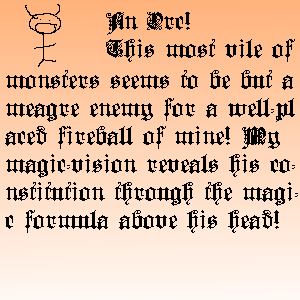 An Orc!
This most vile of
monsters seems to be but a
meagre enemy for a well-pl
aced fireball of mine! My
magic-vision reveals his co-
nstitution through the magi-
c formula above his head!